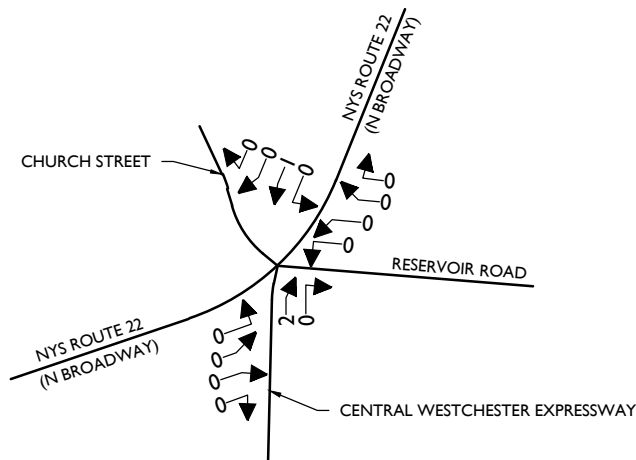 NYS ROUTE 22
(N BROADWAY)
CHURCH STREET
0
0
1
0
0
0
0
0
RESERVOIR ROAD
2
0
NYS ROUTE 22
(N BROADWAY)
0
0
0
0
CENTRAL WESTCHESTER EXPRESSWAY